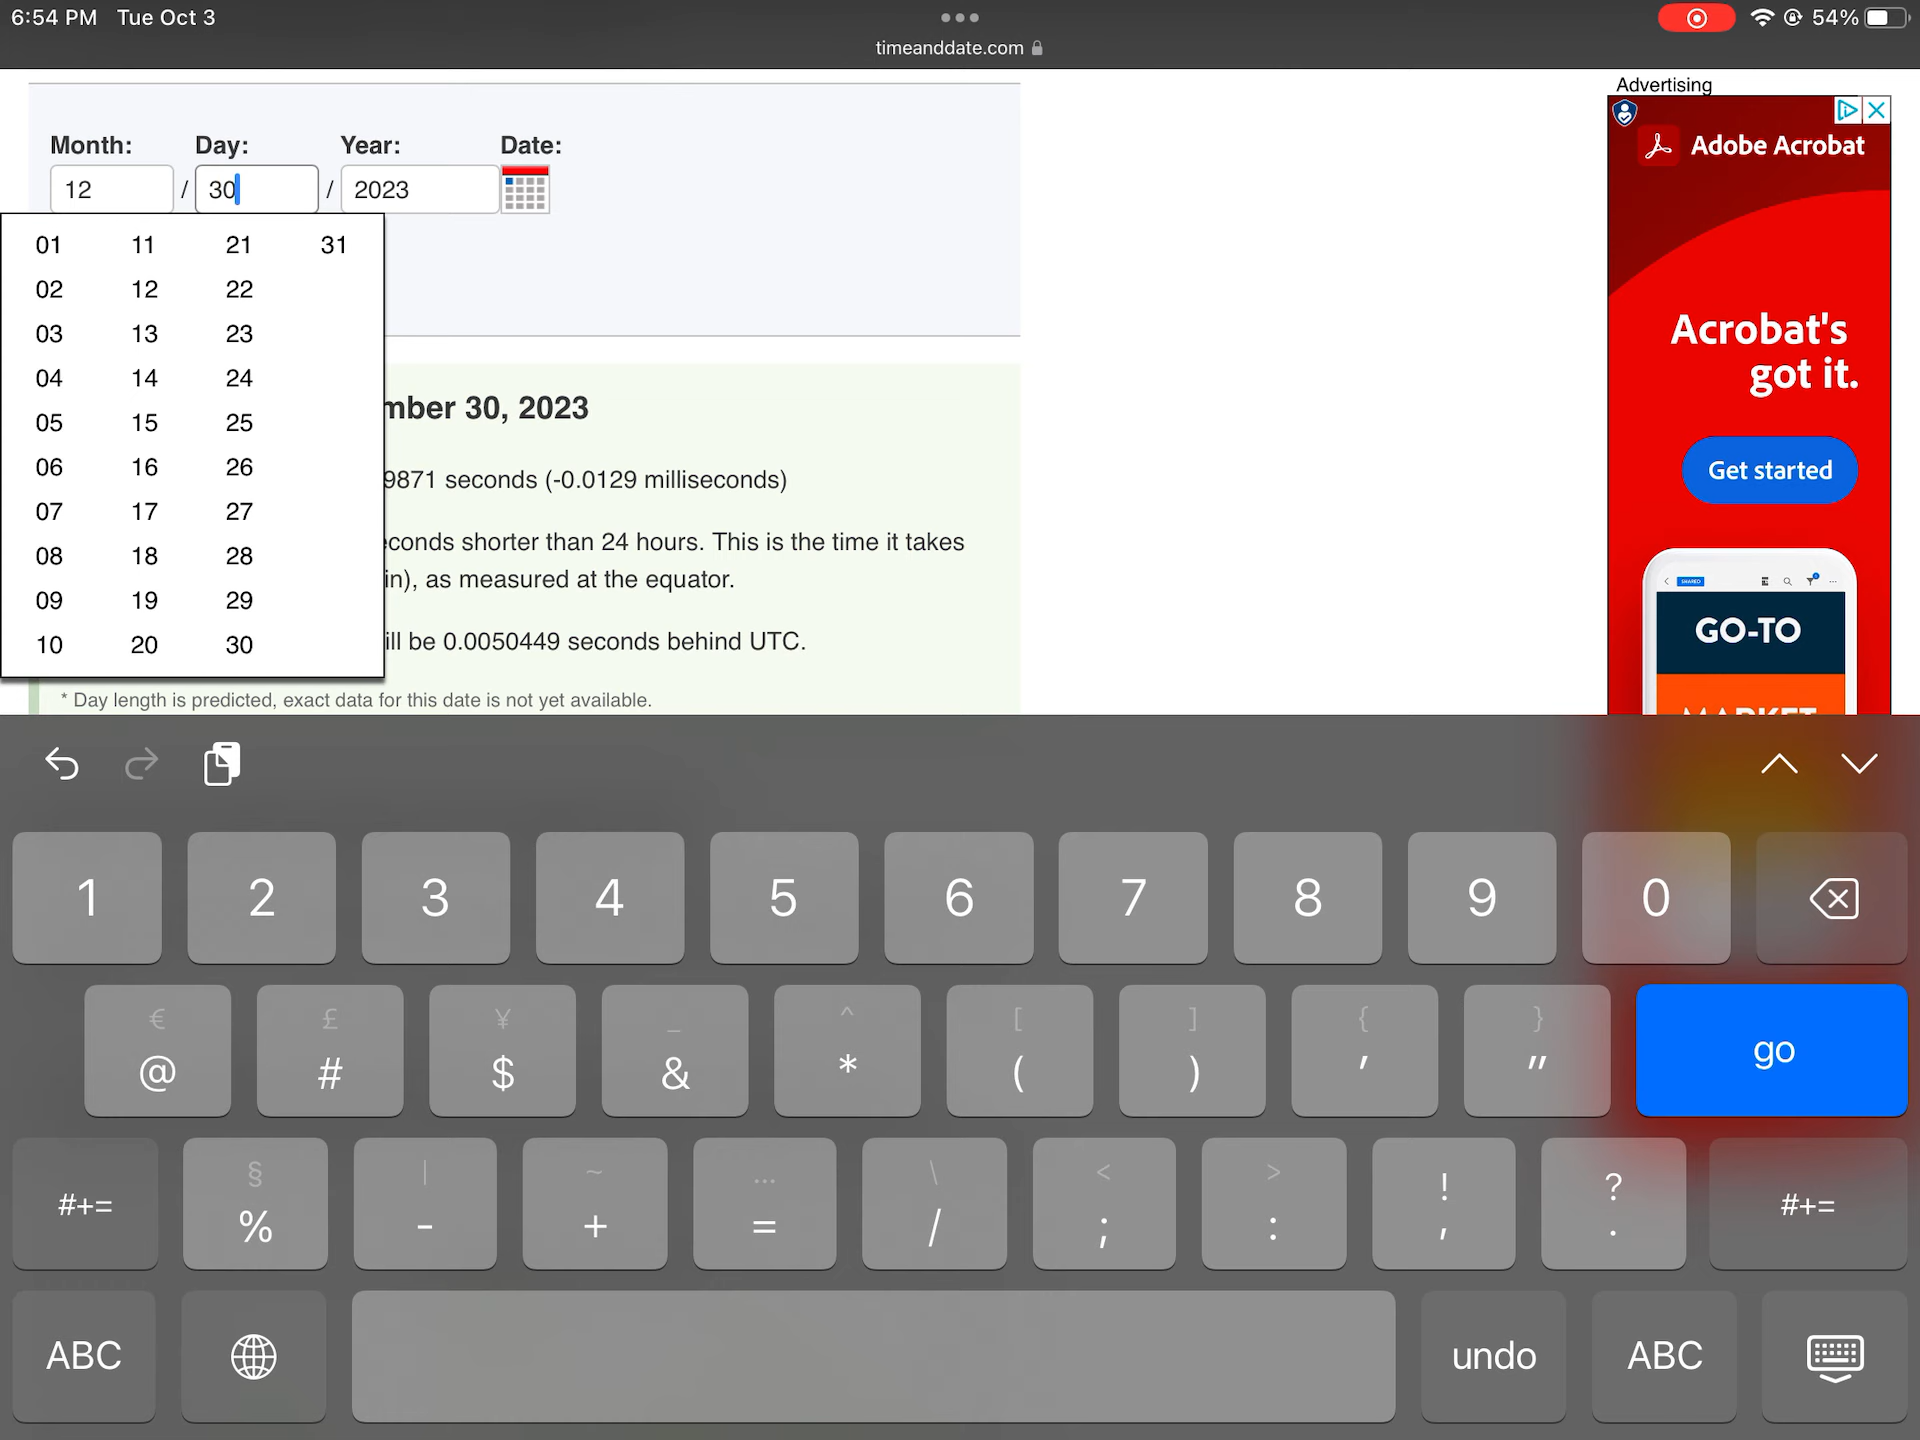 6:54 PM Tue Oct 3
54%
timeanddate.com
Advertising
Month: Day: Year: Date:
12 / 30 / 2023
01 11 21 31
02 12 22
03 13 23
04 14 24
05 15 25
06 16 26
07 17 27
08 18 28
09 19 29
10 20 30
mber 30, 2023
9871 seconds (-0.0129 milliseconds)
conds shorter than 24 hours. This is the time it takes
in), as measured at the equator.
ill be 0.0050449 seconds behind UTC.
* Day length is predicted, exact data for this date is not yet available.
Adobe Acrobat
Acrobat's
got it.
Get started
SHARED
GO-TO
MARKET
1 2 3 4 5 6 7 8 9 0
€ £ ¥ _ ^ [ ] { }
@ # $ & * ( ) ' "
go
§ | ~ … \ < > ! ?
#+= % - + = / ; : , . #+=
ABC undo ABC